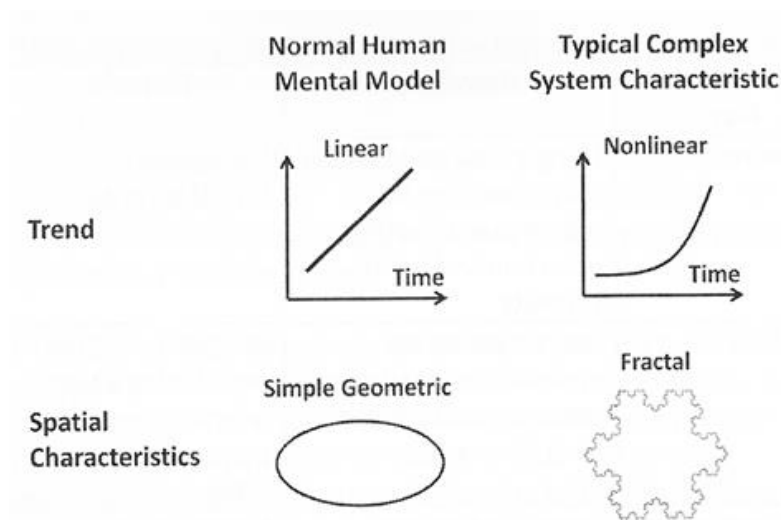 Normal Human
Mental Model
Typical Complex
System Characteristic
Trend
Linear
Time
Nonlinear
Time
Spatial
Characteristics
Simple Geometric
Fractal